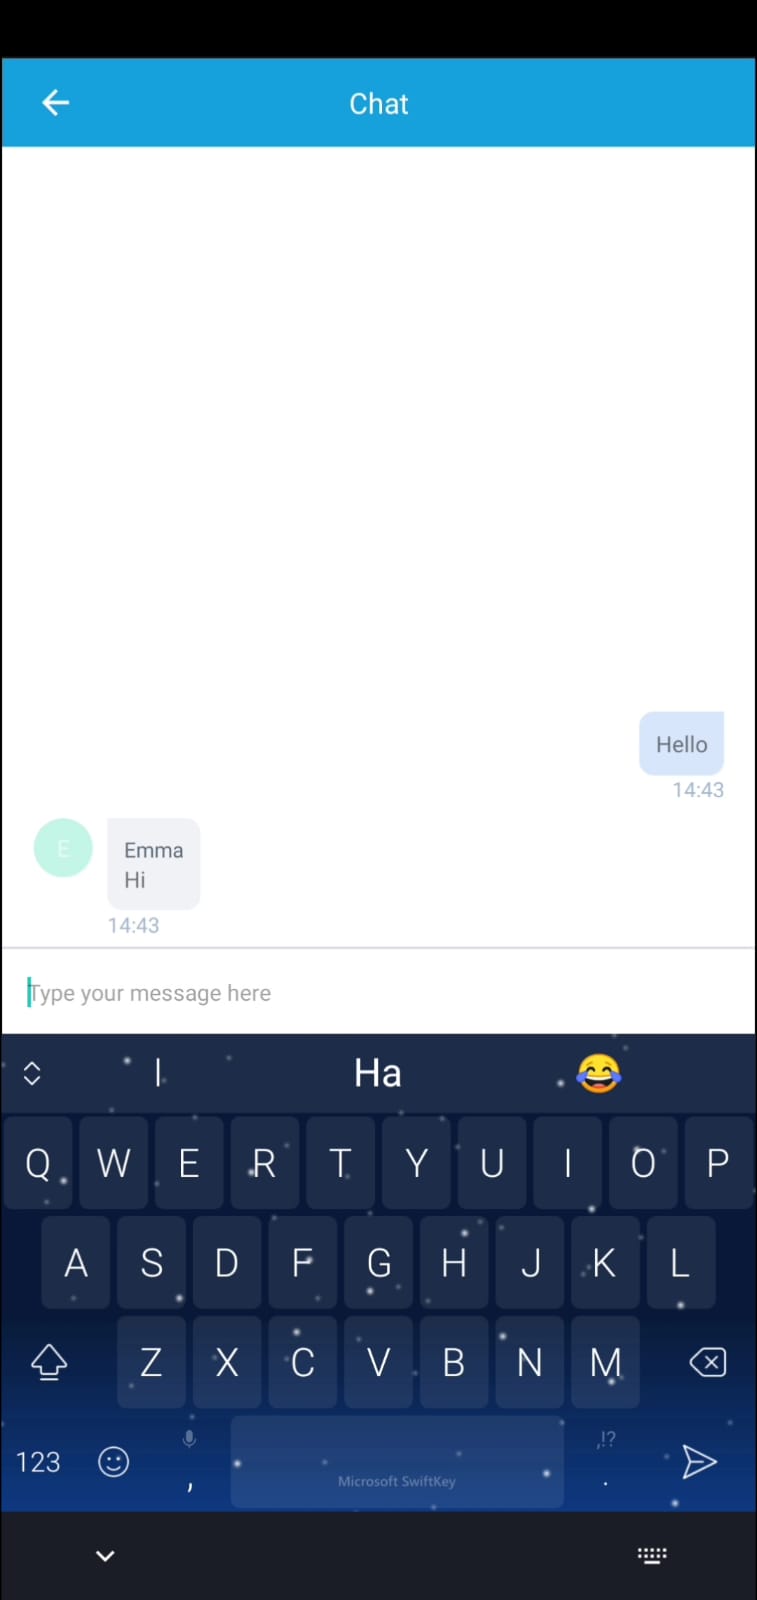 Chat
Hello
14:43
E
Emma
Hi
14:43
Type your message here
I Ha 😂
Q W E R T Y U I O P
A S D F G H J K L
Z X C V B N M
123 , Microsoft SwiftKey ,!? .